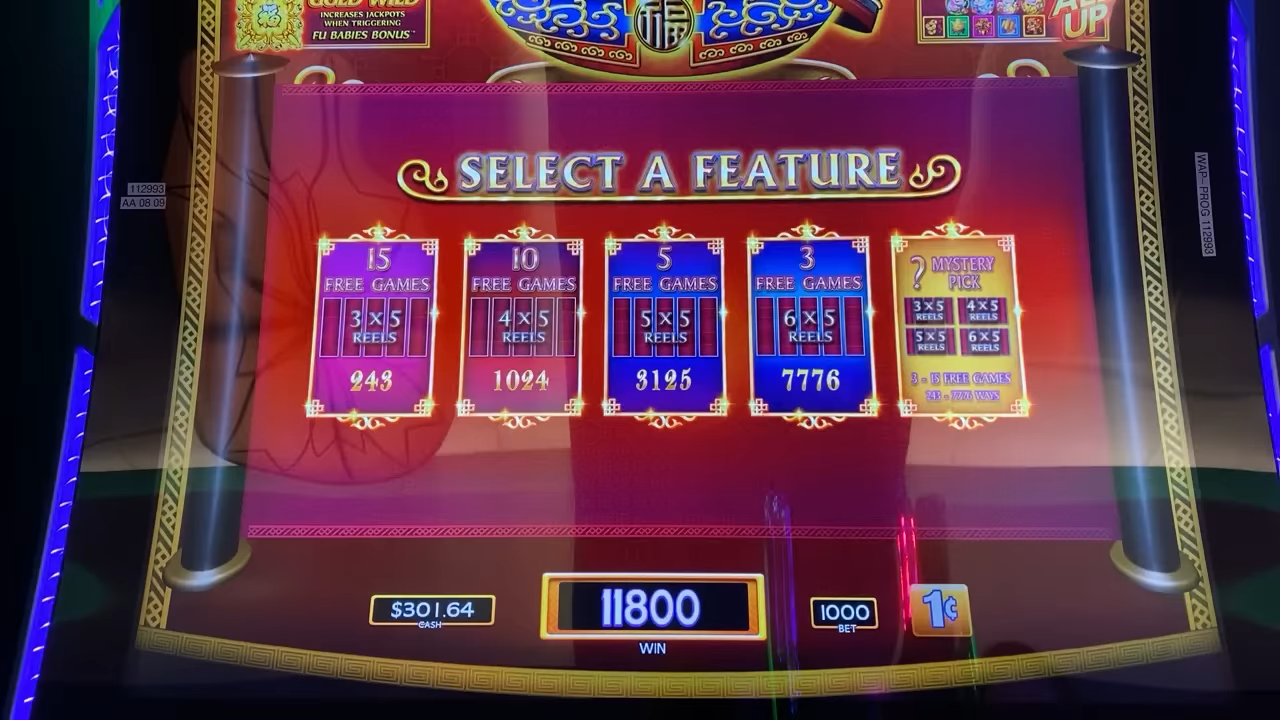 GOLD WILD
INCREASES JACKPOTS
WHEN TRIGGERING
FU BABIES BONUS™
福
ALL
UP
112993
AA 08 09
WAP-PROG 112993
SELECT A FEATURE
15
FREE GAMES
3 X 5
REELS
243
10
FREE GAMES
4 X 5
REELS
1024
5
FREE GAMES
5 X 5
REELS
3125
3
FREE GAMES
6 X 5
REELS
7776
? MYSTERY
PICK
3 X 5 REELS
4 X 5 REELS
5 X 5 REELS
6 X 5 REELS
3 - 15 FREE GAMES
243 - 7776 WAYS
$301.64
CASH
11800
WIN
1000
BET
1¢